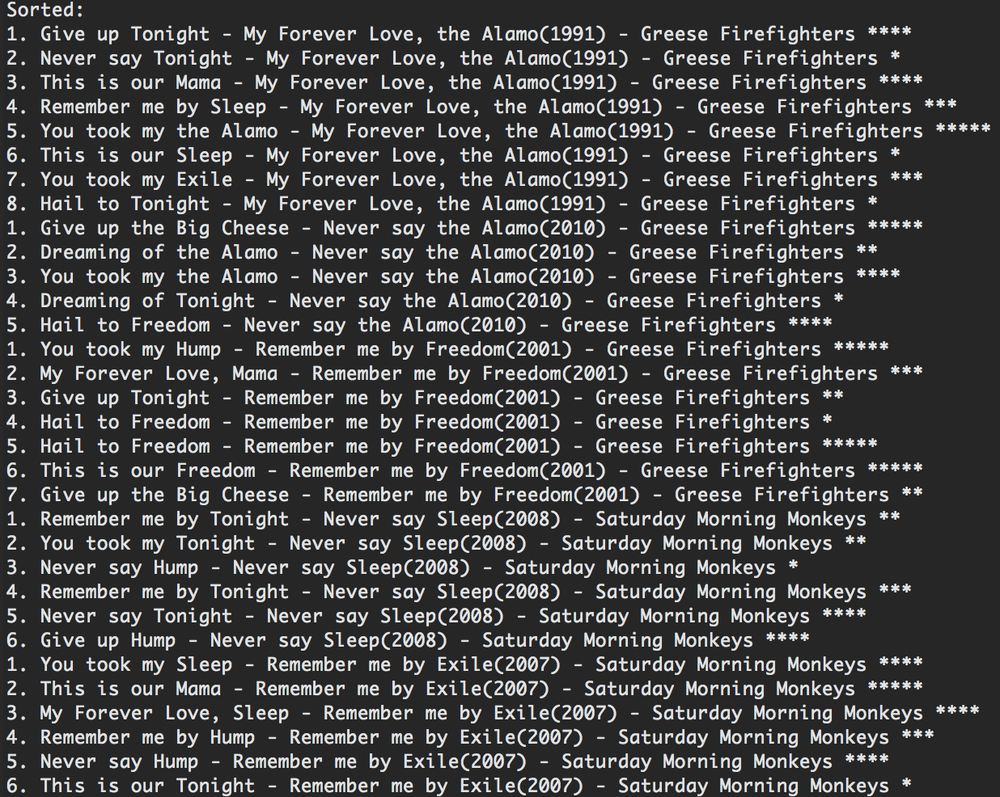 Sorted:
1. Give up Tonight - My Forever Love, the Alamo(1991) - Greese Firefighters ****
2. Never say Tonight - My Forever Love, the Alamo(1991) - Greese Firefighters *
3. This is our Mama - My Forever Love, the Alamo(1991) - Greese Firefighters ****
4. Remember me by Sleep - My Forever Love, the Alamo(1991) - Greese Firefighters ***
5. You took my the Alamo - My Forever Love, the Alamo(1991) - Greese Firefighters *****
6. This is our Sleep - My Forever Love, the Alamo(1991) - Greese Firefighters *
7. You took my Exile - My Forever Love, the Alamo(1991) - Greese Firefighters ***
8. Hail to Tonight - My Forever Love, the Alamo(1991) - Greese Firefighters *
1. Give up the Big Cheese - Never say the Alamo(2010) - Greese Firefighters *****
2. Dreaming of the Alamo - Never say the Alamo(2010) - Greese Firefighters **
3. You took my the Alamo - Never say the Alamo(2010) - Greese Firefighters ****
4. Dreaming of Tonight - Never say the Alamo(2010) - Greese Firefighters *
5. Hail to Freedom - Never say the Alamo(2010) - Greese Firefighters ****
1. You took my Hump - Remember me by Freedom(2001) - Greese Firefighters *****
2. My Forever Love, Mama - Remember me by Freedom(2001) - Greese Firefighters ***
3. Give up Tonight - Remember me by Freedom(2001) - Greese Firefighters **
4. Hail to Freedom - Remember me by Freedom(2001) - Greese Firefighters *
5. Hail to Freedom - Remember me by Freedom(2001) - Greese Firefighters *****
6. This is our Freedom - Remember me by Freedom(2001) - Greese Firefighters *****
7. Give up the Big Cheese - Remember me by Freedom(2001) - Greese Firefighters **
1. Remember me by Tonight - Never say Sleep(2008) - Saturday Morning Monkeys **
2. You took my Tonight - Never say Sleep(2008) - Saturday Morning Monkeys **
3. Never say Hump - Never say Sleep(2008) - Saturday Morning Monkeys *
4. Remember me by Tonight - Never say Sleep(2008) - Saturday Morning Monkeys ***
5. Never say Tonight - Never say Sleep(2008) - Saturday Morning Monkeys ****
6. Give up Hump - Never say Sleep(2008) - Saturday Morning Monkeys ****
1. You took my Sleep - Remember me by Exile(2007) - Saturday Morning Monkeys ****
2. This is our Mama - Remember me by Exile(2007) - Saturday Morning Monkeys *****
3. My Forever Love, Sleep - Remember me by Exile(2007) - Saturday Morning Monkeys ****
4. Remember me by Hump - Remember me by Exile(2007) - Saturday Morning Monkeys ***
5. Never say Hump - Remember me by Exile(2007) - Saturday Morning Monkeys ****
6. This is our Tonight - Remember me by Exile(2007) - Saturday Morning Monkeys *